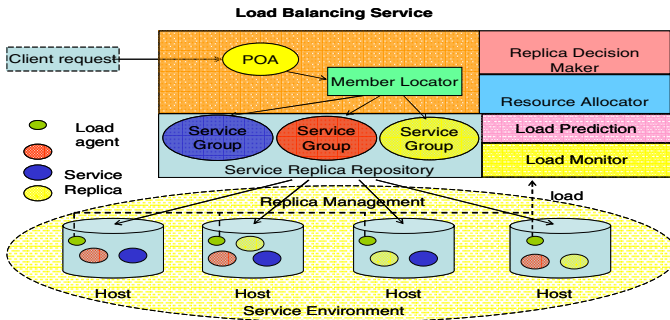 Load Balancing Service
Client request
POA
Member Locator
Replica Decision
Maker
Resource Allocator
Load Prediction
Load Monitor
Service
Group
Service
Group
Service
Group
Service Replica Repository
Load
agent
Service
Replica
Replica Management
load
Host
Host
Host
Host
Service Environment